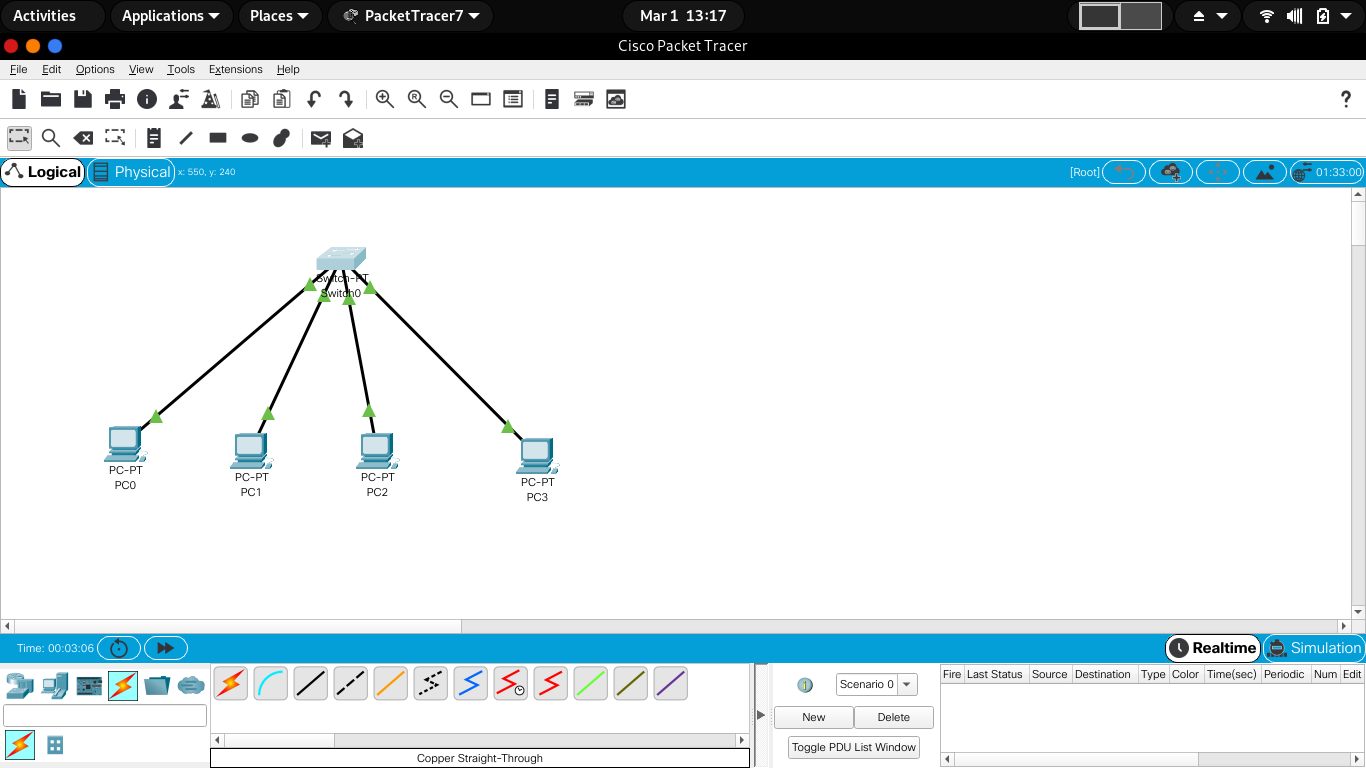 Activities Applications Places PacketTracer7 Mar 1 13:17
Cisco Packet Tracer
File Edit Options View Tools Extensions Help
?
Logical Physical x: 550, y: 240 [Root] 01:33:00
Switch-PT
Switch0
PC-PT
PC0
PC-PT
PC1
PC-PT
PC2
PC-PT
PC3
Time: 00:03:06 Realtime Simulation
Scenario 0
New Delete
Toggle PDU List Window
Fire Last Status Source Destination Type Color Time(sec) Periodic Num Edit
Copper Straight-Through